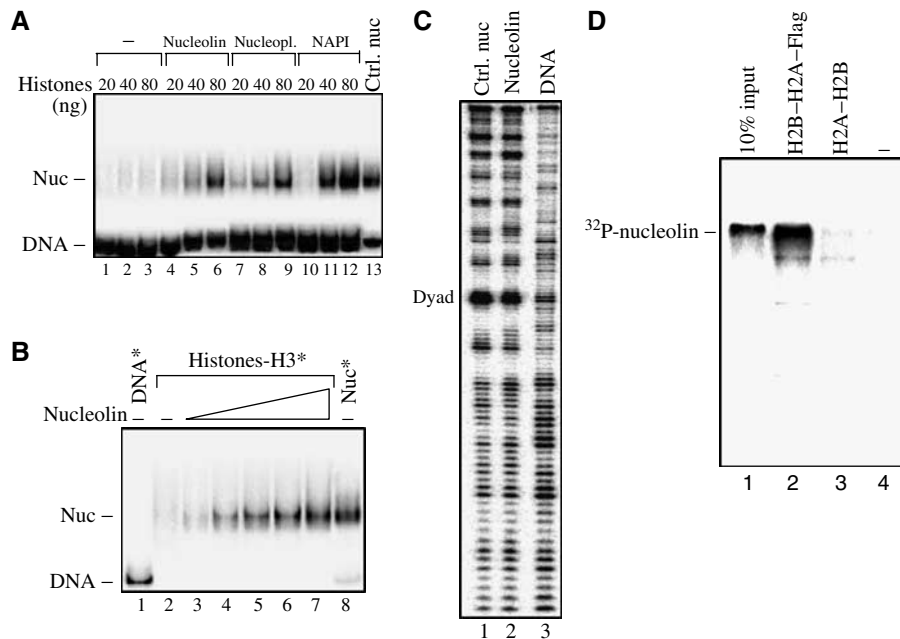 A
– Nucleolin Nucleopl. NAPI Ctrl. nuc
Histones (ng) 20 40 80 20 40 80 20 40 80 20 40 80
Nuc –
DNA –
1 2 3 4 5 6 7 8 9 10 11 12 13
B
DNA* Histones-H3* Nuc*
Nucleolin – – –
Nuc –
DNA –
1 2 3 4 5 6 7 8
C
Ctrl. nuc
Nucleolin
DNA
Dyad
1 2 3
D
10% input
H2B–H2A–Flag
H2A–H2B
–
³²P-nucleolin –
1 2 3 4